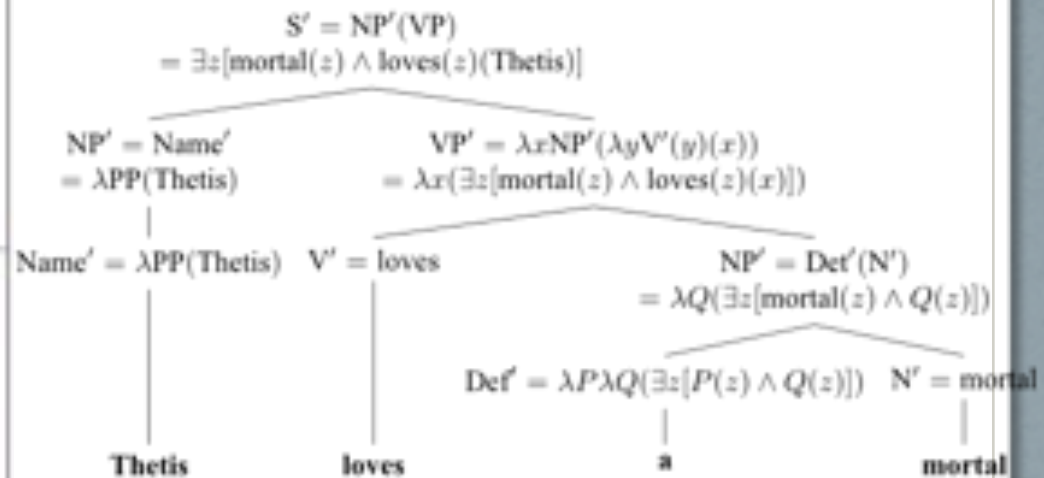 S′ = NP′(VP)
= ∃z[mortal(z) ∧ loves(z)(Thetis)]
NP′ = Name′
= λPP(Thetis)
VP′ = λxNP′(λyV′(y)(x))
= λx(∃z[mortal(z) ∧ loves(z)(x)])
Name′ = λPP(Thetis)
V′ = loves
NP′ = Det′(N′)
= λQ(∃z[mortal(z) ∧ Q(z)])
Det′ = λPλQ(∃z[P(z) ∧ Q(z)])
N′ = mortal
Thetis
loves
a
mortal